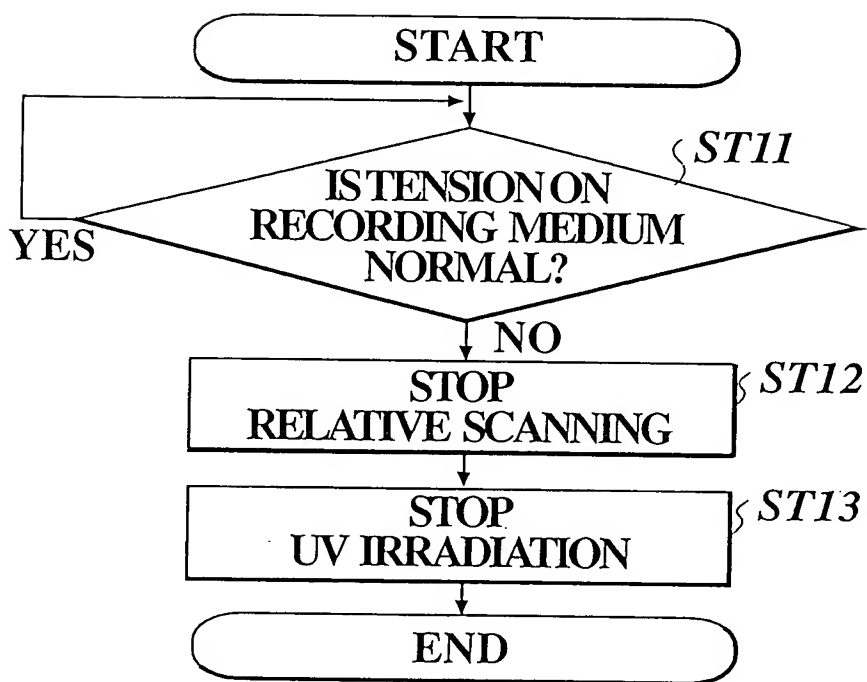 START
ST11
IS TENSION ON
RECORDING MEDIUM
NORMAL?
YES
NO
STOP
RELATIVE SCANNING
ST12
STOP
UV IRRADIATION
ST13
END